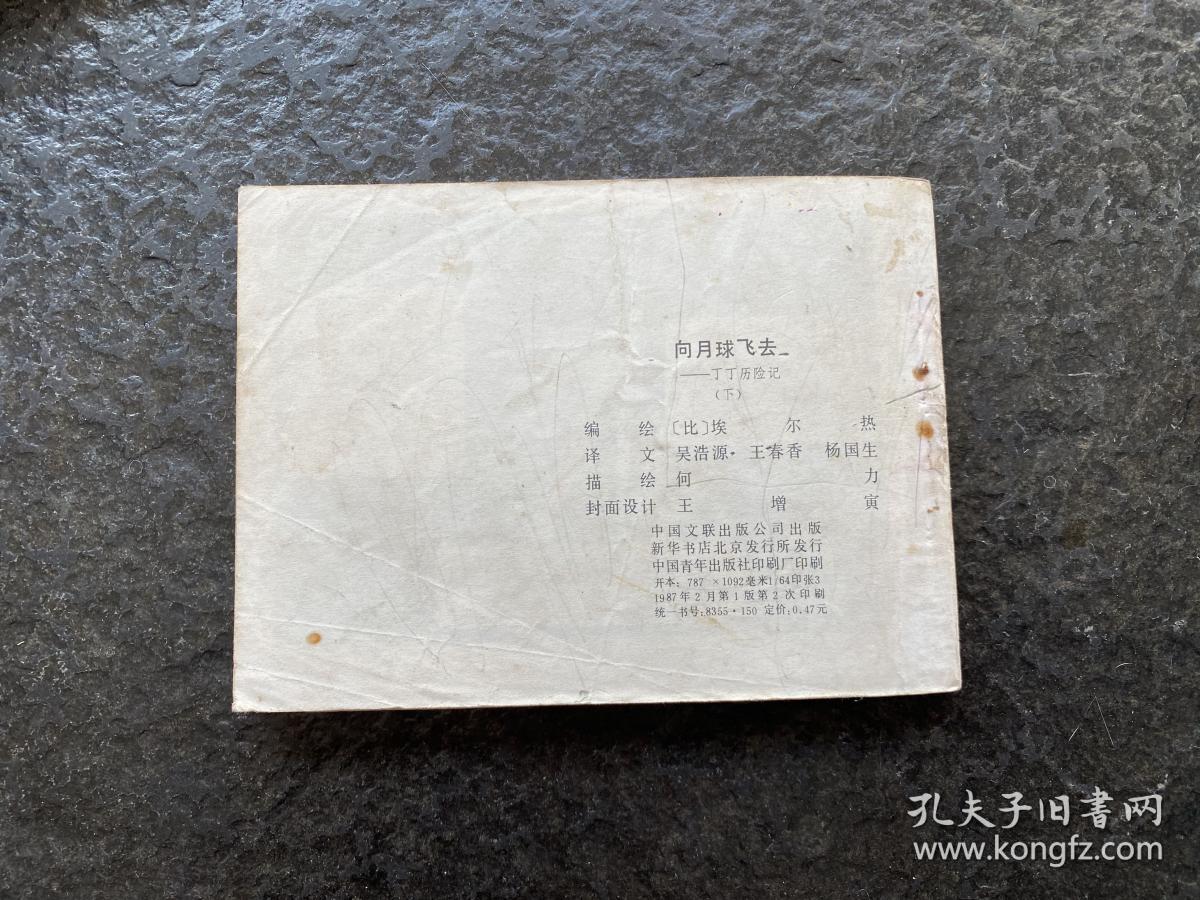 向月球飞去
——丁丁历险记
（下）
编绘〔比〕埃尔热
译文 吴浩源·王春香 杨国生
描绘 何力
封面设计 王增寅
中国文联出版公司出版
新华书店北京发行所发行
中国青年出版社印刷厂印刷
开本：787×1092毫米1/64印张3
1987年2月第1版第2次印刷
统一书号：8355·150 定价：0.47元
孔夫子旧書网
www.kongfz.com